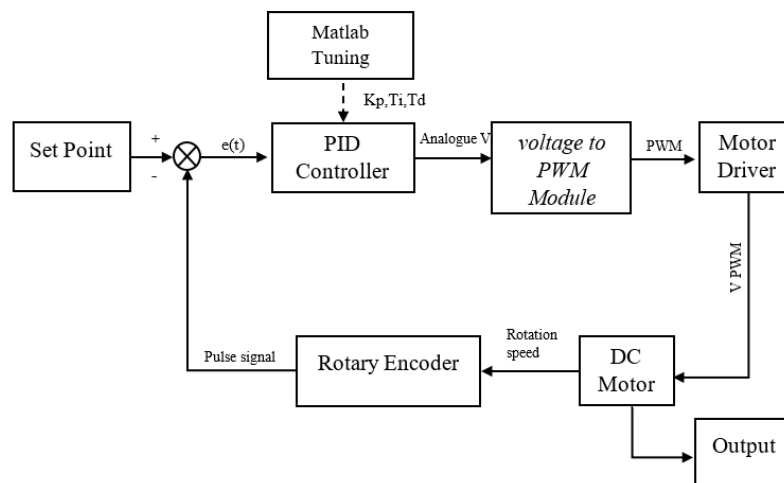 Matlab
Tuning
Kp,Ti,Td
Set Point
+
-
e(t)
PID
Controller
Analogue V
voltage to
PWM
Module
PWM
Motor
Driver
V PWM
Pulse signal
Rotary Encoder
Rotation
speed
DC
Motor
Output